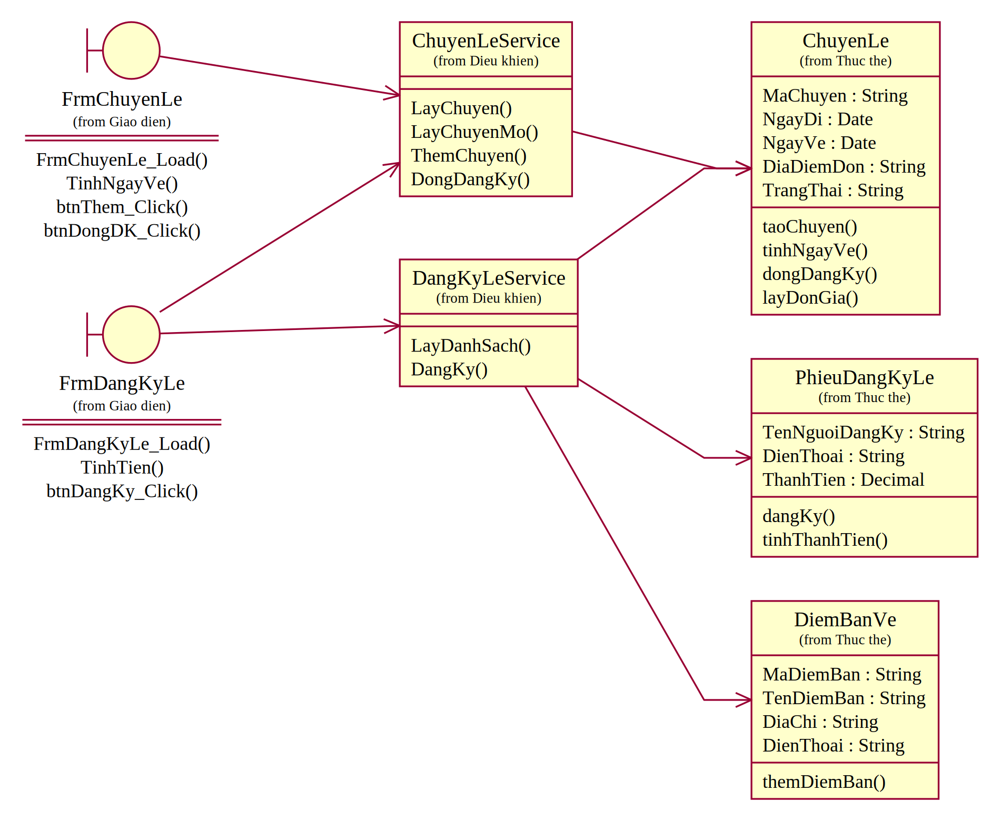 FrmChuyenLe
(from Giao dien)
FrmChuyenLe_Load()
TinhNgayVe()
btnThem_Click()
btnDongDK_Click()
FrmDangKyLe
(from Giao dien)
FrmDangKyLe_Load()
TinhTien()
btnDangKy_Click()
ChuyenLeService
(from Dieu khien)
LayChuyen()
LayChuyenMo()
ThemChuyen()
DongDangKy()
DangKyLeService
(from Dieu khien)
LayDanhSach()
DangKy()
ChuyenLe
(from Thuc the)
MaChuyen : String
NgayDi : Date
NgayVe : Date
DiaDiemDon : String
TrangThai : String
taoChuyen()
tinhNgayVe()
dongDangKy()
layDonGia()
PhieuDangKyLe
(from Thuc the)
TenNguoiDangKy : String
DienThoai : String
ThanhTien : Decimal
dangKy()
tinhThanhTien()
DiemBanVe
(from Thuc the)
MaDiemBan : String
TenDiemBan : String
DiaChi : String
DienThoai : String
themDiemBan()